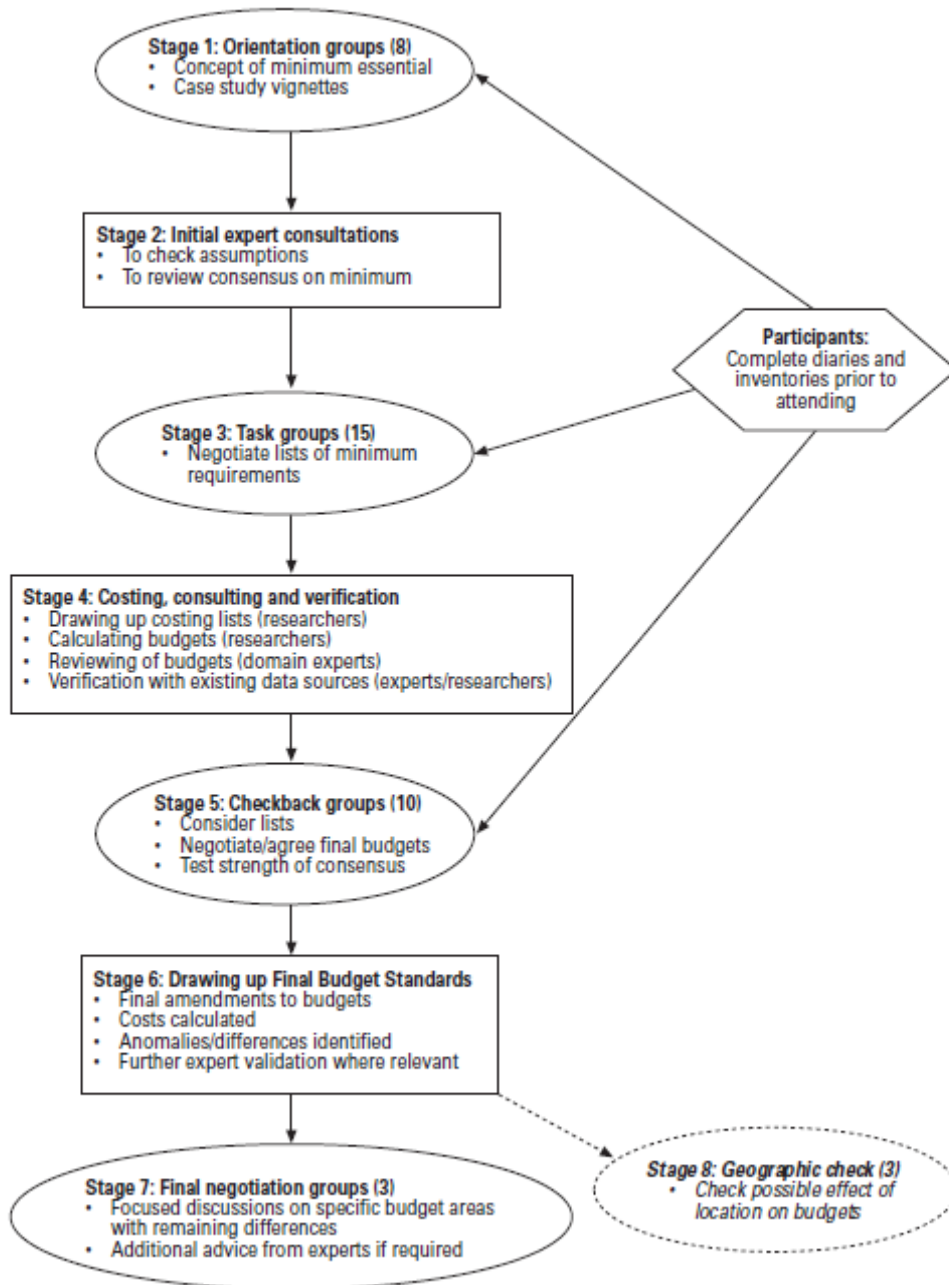 Stage 1: Orientation groups (8)
• Concept of minimum essential
• Case study vignettes
Stage 2: Initial expert consultations
• To check assumptions
• To review consensus on minimum
Participants:
Complete diaries and
inventories prior to
attending
Stage 3: Task groups (15)
• Negotiate lists of minimum
requirements
Stage 4: Costing, consulting and verification
• Drawing up costing lists (researchers)
• Calculating budgets (researchers)
• Reviewing of budgets (domain experts)
• Verification with existing data sources (experts/researchers)
Stage 5: Checkback groups (10)
• Consider lists
• Negotiate/agree final budgets
• Test strength of consensus
Stage 6: Drawing up Final Budget Standards
• Final amendments to budgets
• Costs calculated
• Anomalies/differences identified
• Further expert validation where relevant
Stage 7: Final negotiation groups (3)
• Focused discussions on specific budget areas
with remaining differences
• Additional advice from experts if required
Stage 8: Geographic check (3)
• Check possible effect of
location on budgets